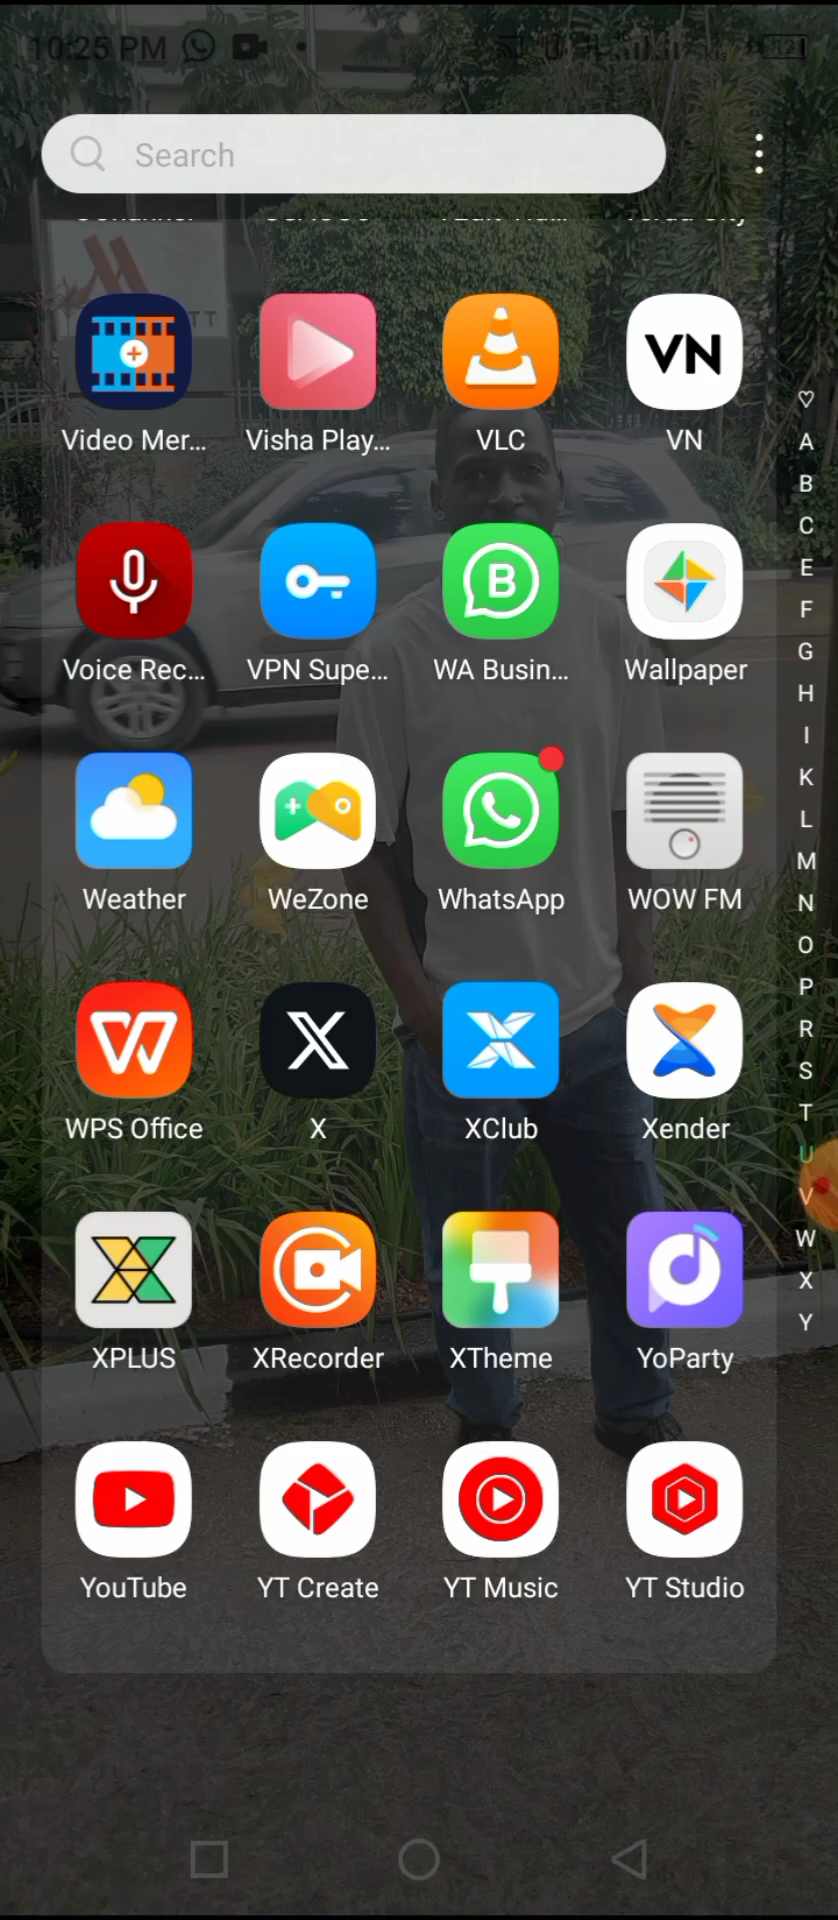 10:25 PM
Search
Video Mer...
Visha Play...
VLC
VN
VN
Voice Rec...
VPN Supe...
B
WA Busin...
Wallpaper
Weather
WeZone
WhatsApp
WOW FM
WPS Office
X
XClub
Xender
XPLUS
XRecorder
XTheme
YoParty
YouTube
YT Create
YT Music
YT Studio
A
B
C
E
F
G
H
I
K
L
M
N
O
P
R
S
T
U
V
W
X
Y